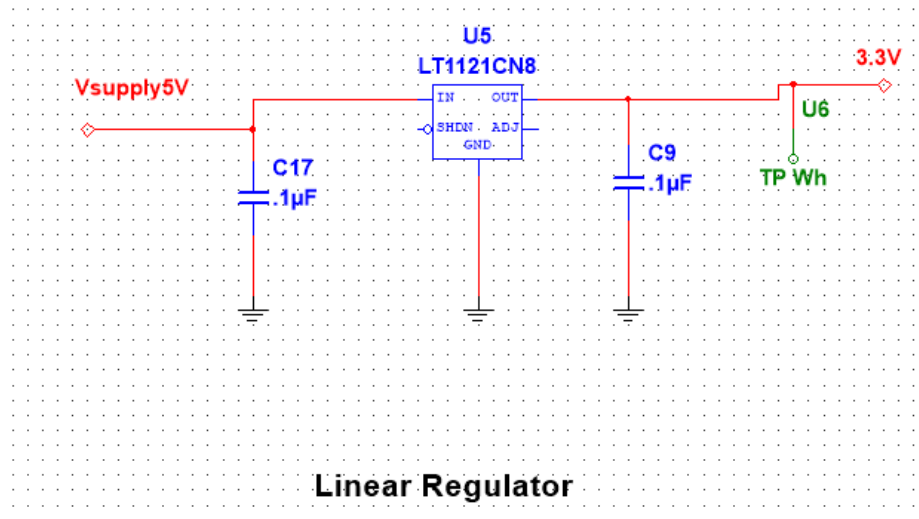 U5
LT1121CN8
3.3V
Vsupply5V
IN OUT
U6
SHDN ADJ
GND
C9
.1µF
C17
.1µF
TP Wh
Linear Regulator